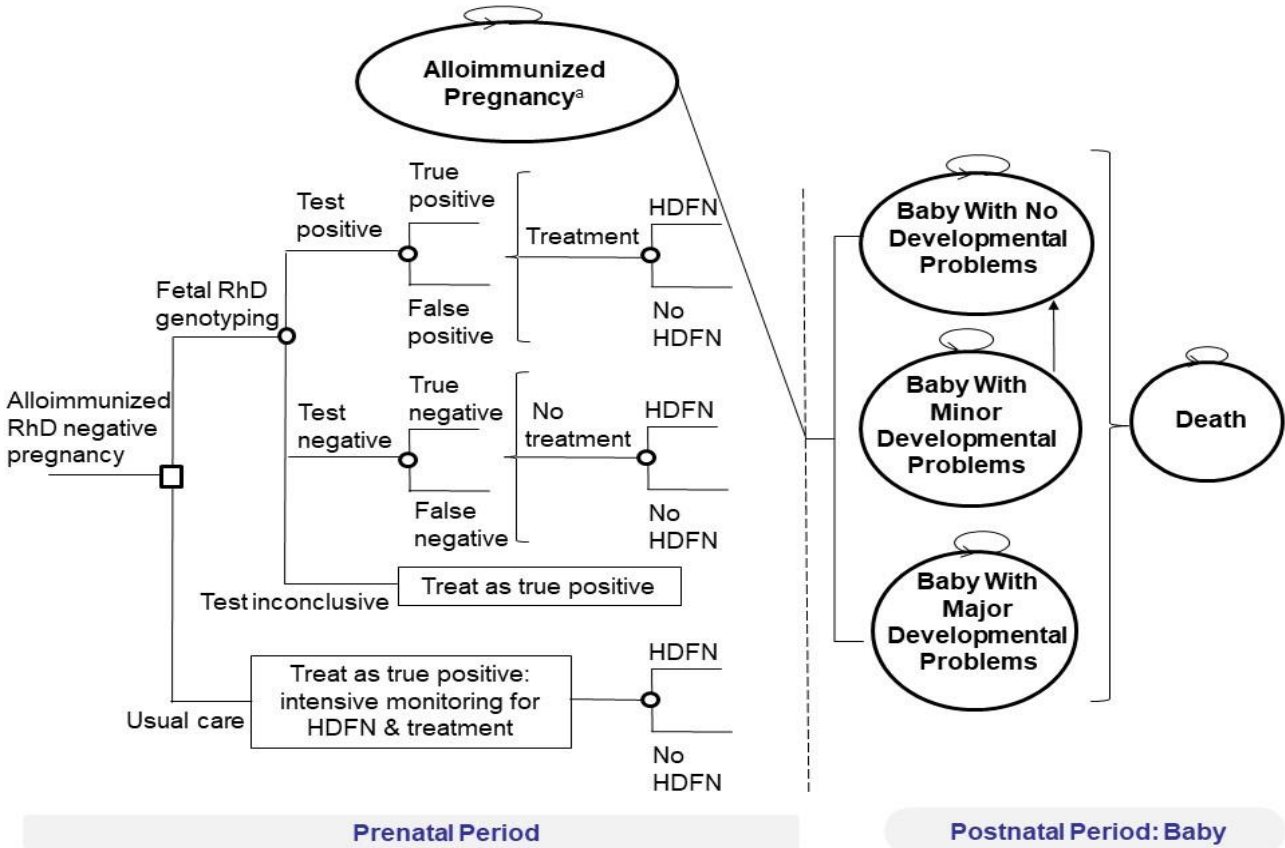 Alloimmunized
Pregnancyᵃ
True
positive
Test
positive
Treatment
HDFN
False
positive
No
HDFN
Fetal RhD
genotyping
Alloimmunized
RhD negative
pregnancy
True
negative
Test
negative
No
treatment
HDFN
False
negative
No
HDFN
Test inconclusive
Treat as true positive
Usual care
Treat as true positive:
intensive monitoring for
HDFN & treatment
HDFN
No
HDFN
Baby With No
Developmental
Problems
Baby With
Minor
Developmental
Problems
Baby With
Major
Developmental
Problems
Death
Prenatal Period
Postnatal Period: Baby